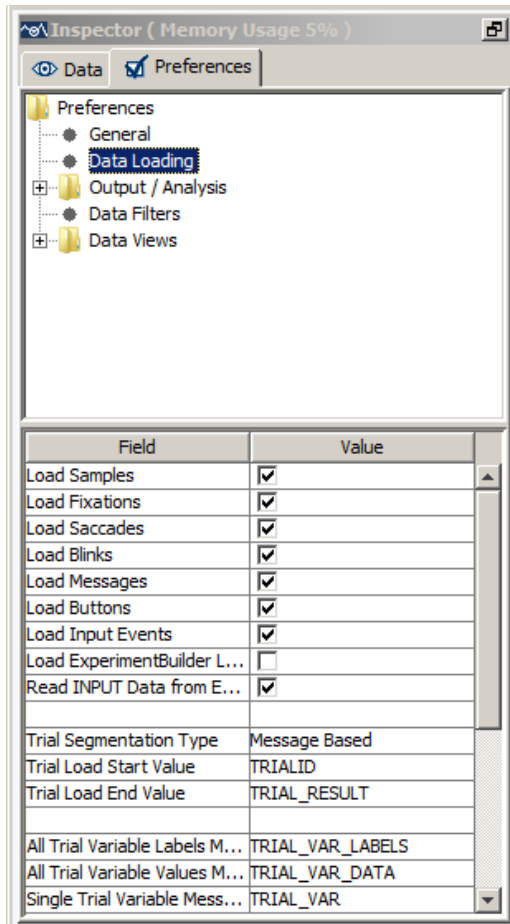 Inspector ( Memory Usage 5% )
Data Preferences
Preferences
General
Data Loading
Output / Analysis
Data Filters
Data Views
Field Value
Load Samples
Load Fixations
Load Saccades
Load Blinks
Load Messages
Load Buttons
Load Input Events
Load ExperimentBuilder L...
Read INPUT Data from E...
Trial Segmentation Type Message Based
Trial Load Start Value TRIALID
Trial Load End Value TRIAL_RESULT
All Trial Variable Labels M... TRIAL_VAR_LABELS
All Trial Variable Values M... TRIAL_VAR_DATA
Single Trial Variable Mess... TRIAL_VAR